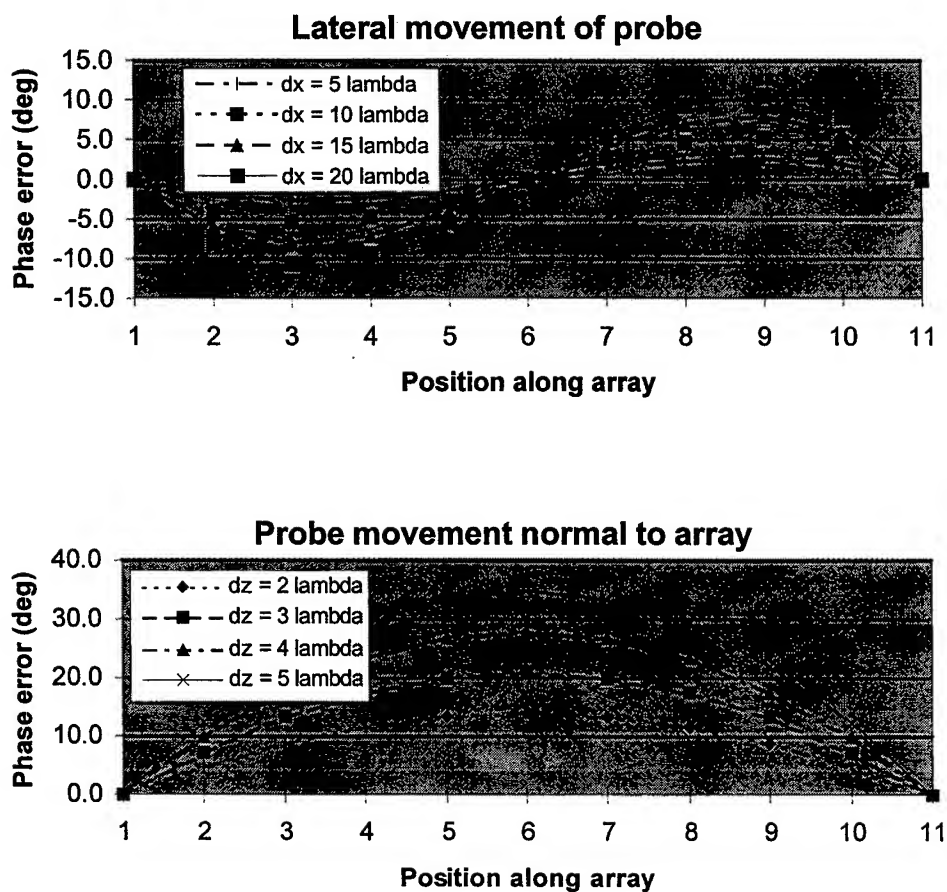 Lateral movement of probe
15.0
10.0
5.0
0.0
-5.0
-10.0
-15.0
Phase error (deg)
dx = 5 lambda
dx = 10 lambda
dx = 15 lambda
dx = 20 lambda
1 2 3 4 5 6 7 8 9 10 11
Position along array
Probe movement normal to array
40.0
30.0
20.0
10.0
0.0
Phase error (deg)
dz = 2 lambda
dz = 3 lambda
dz = 4 lambda
dz = 5 lambda
1 2 3 4 5 6 7 8 9 10 11
Position along array